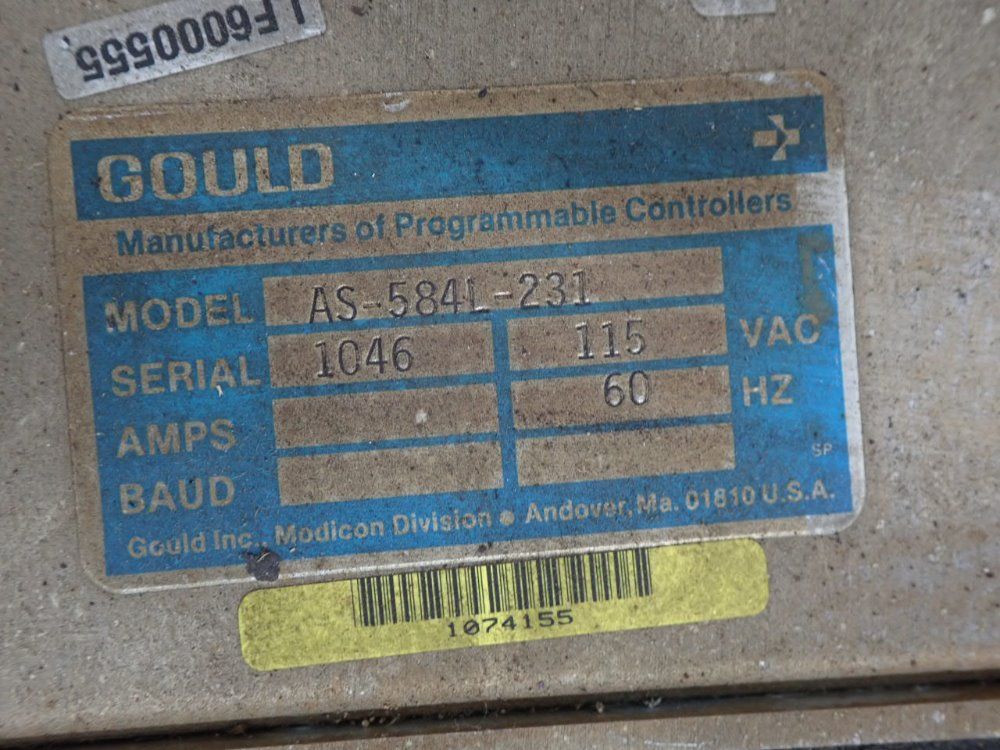 LF6000555
GOULD
Manufacturers of Programmable Controllers
MODEL AS-584L-231
SERIAL 1046 115 VAC
AMPS 60 HZ
BAUD
SP
Gould Inc., Modicon Division • Andover, Ma. 01810 U.S.A.
1074155